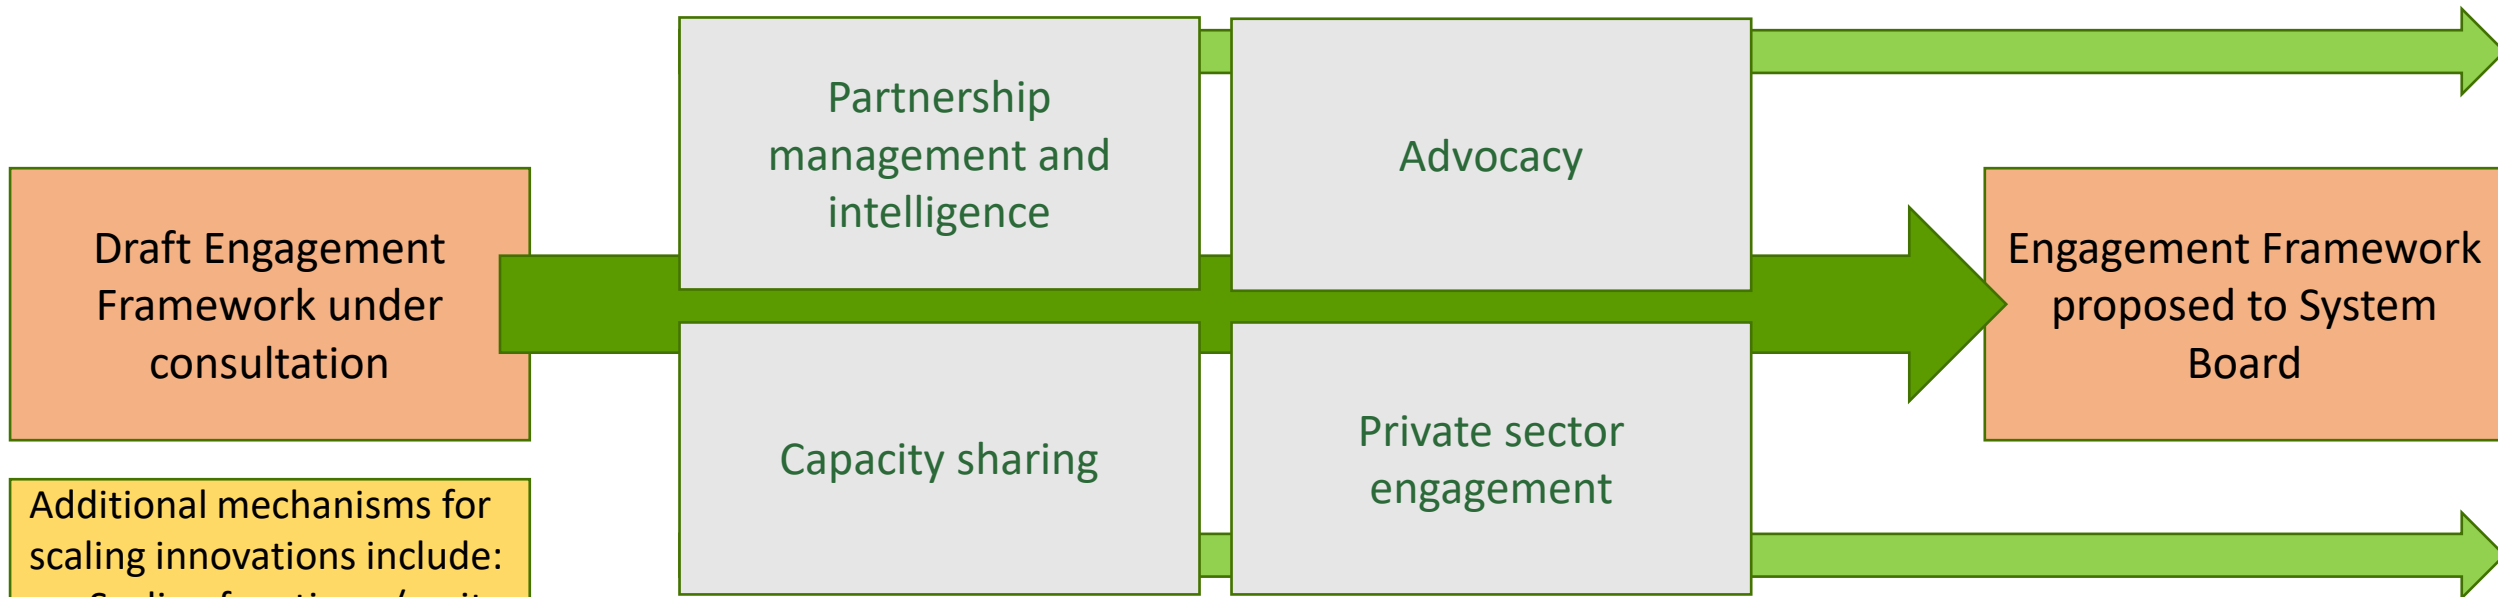 Draft Engagement
Framework under
consultation
Additional mechanisms for
scaling innovations include:
Partnership
management and
intelligence
Advocacy
Capacity sharing
Private sector
engagement
Engagement Framework
proposed to System
Board